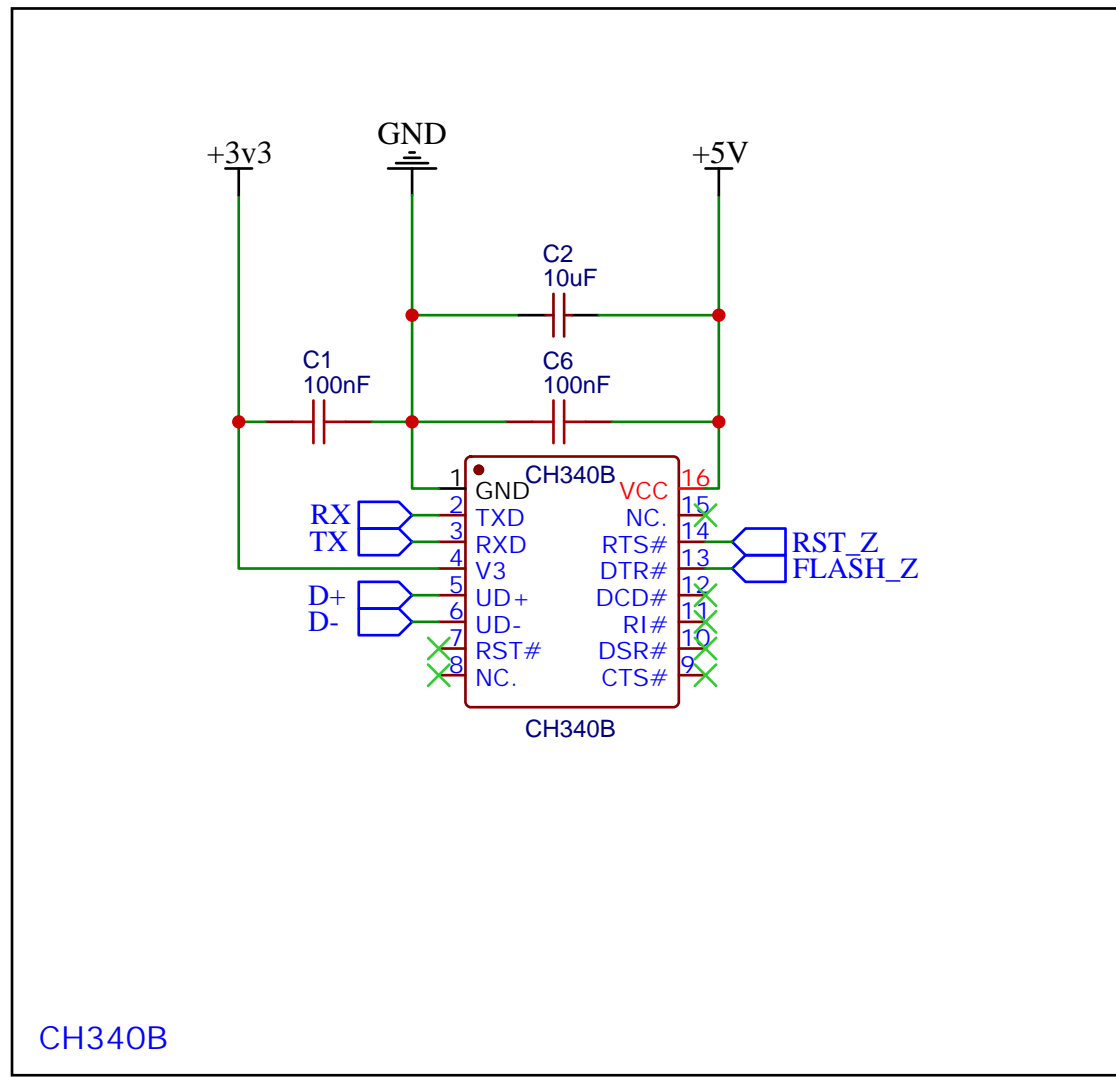 +3v3
GND
+5V
C2
10uF
C1
100nF
C6
100nF
CH340B
1 GND
VCC 16
RX 2 TXD
NC. 15
TX 3 RXD
RTS# 14 RST_Z
4 V3
DTR# 13 FLASH_Z
D+ 5 UD+
DCD# 12
D- 6 UD-
RI# 11
7 RST#
DSR# 10
8 NC.
CTS# 9
CH340B
CH340B